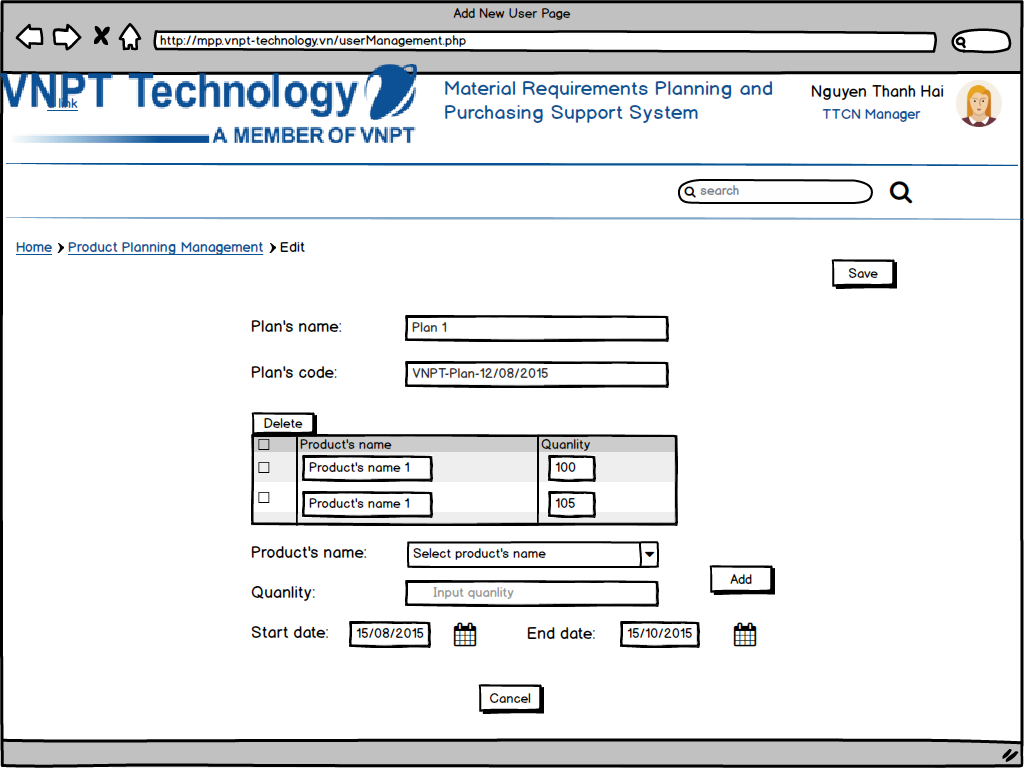 Add New User Page
http://mpp.vnpt-technology.vn/userManagement.php
VNPT Technology
link
A MEMBER OF VNPT
Material Requirements Planning and
Purchasing Support System
Nguyen Thanh Hai
TTCN Manager
search
Home > Product Planning Management > Edit
Save
Plan's name: Plan 1
Plan's code: VNPT-Plan-12/08/2015
Delete
Product's name Quanlity
Product's name 1 100
Product's name 1 105
Product's name: Select product's name
Add
Quanlity: Input quanlity
Start date: 15/08/2015 End date: 15/10/2015
Cancel